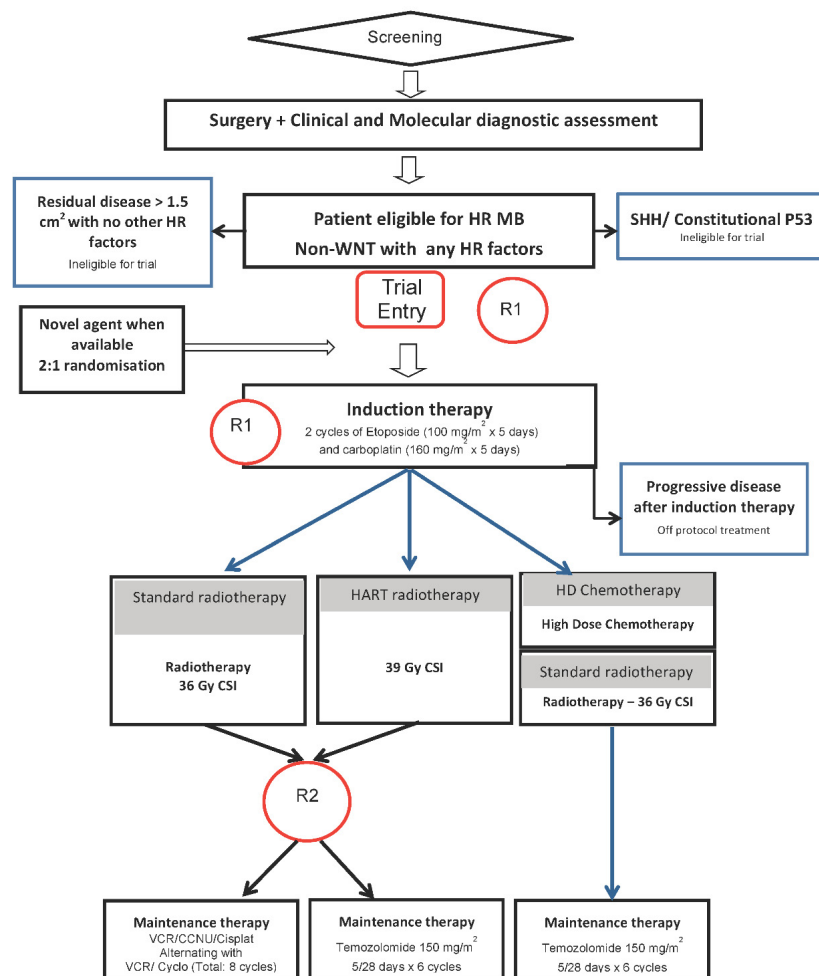 Screening
Surgery + Clinical and Molecular diagnostic assessment
Residual disease > 1.5
cm² with no other HR
factors
Ineligible for trial
Patient eligible for HR MB
Non-WNT with any HR factors
SHH/ Constitutional P53
Ineligible for trial
Trial
Entry
R1
Novel agent when
available
2:1 randomisation
R1
Induction therapy
2 cycles of Etoposide (100 mg/m² x 5 days)
and carboplatin (160 mg/m² x 5 days)
Progressive disease
after induction therapy
Off protocol treatment
Standard radiotherapy
Radiotherapy
36 Gy CSI
HART radiotherapy
39 Gy CSI
HD Chemotherapy
High Dose Chemotherapy
Standard radiotherapy
Radiotherapy – 36 Gy CSI
R2
Maintenance therapy
VCR/CCNU/Cisplat
Alternating with
VCR/ Cyclo (Total: 8 cycles)
Maintenance therapy
Temozolomide 150 mg/m²
5/28 days x 6 cycles
Maintenance therapy
Temozolomide 150 mg/m²
5/28 days x 6 cycles